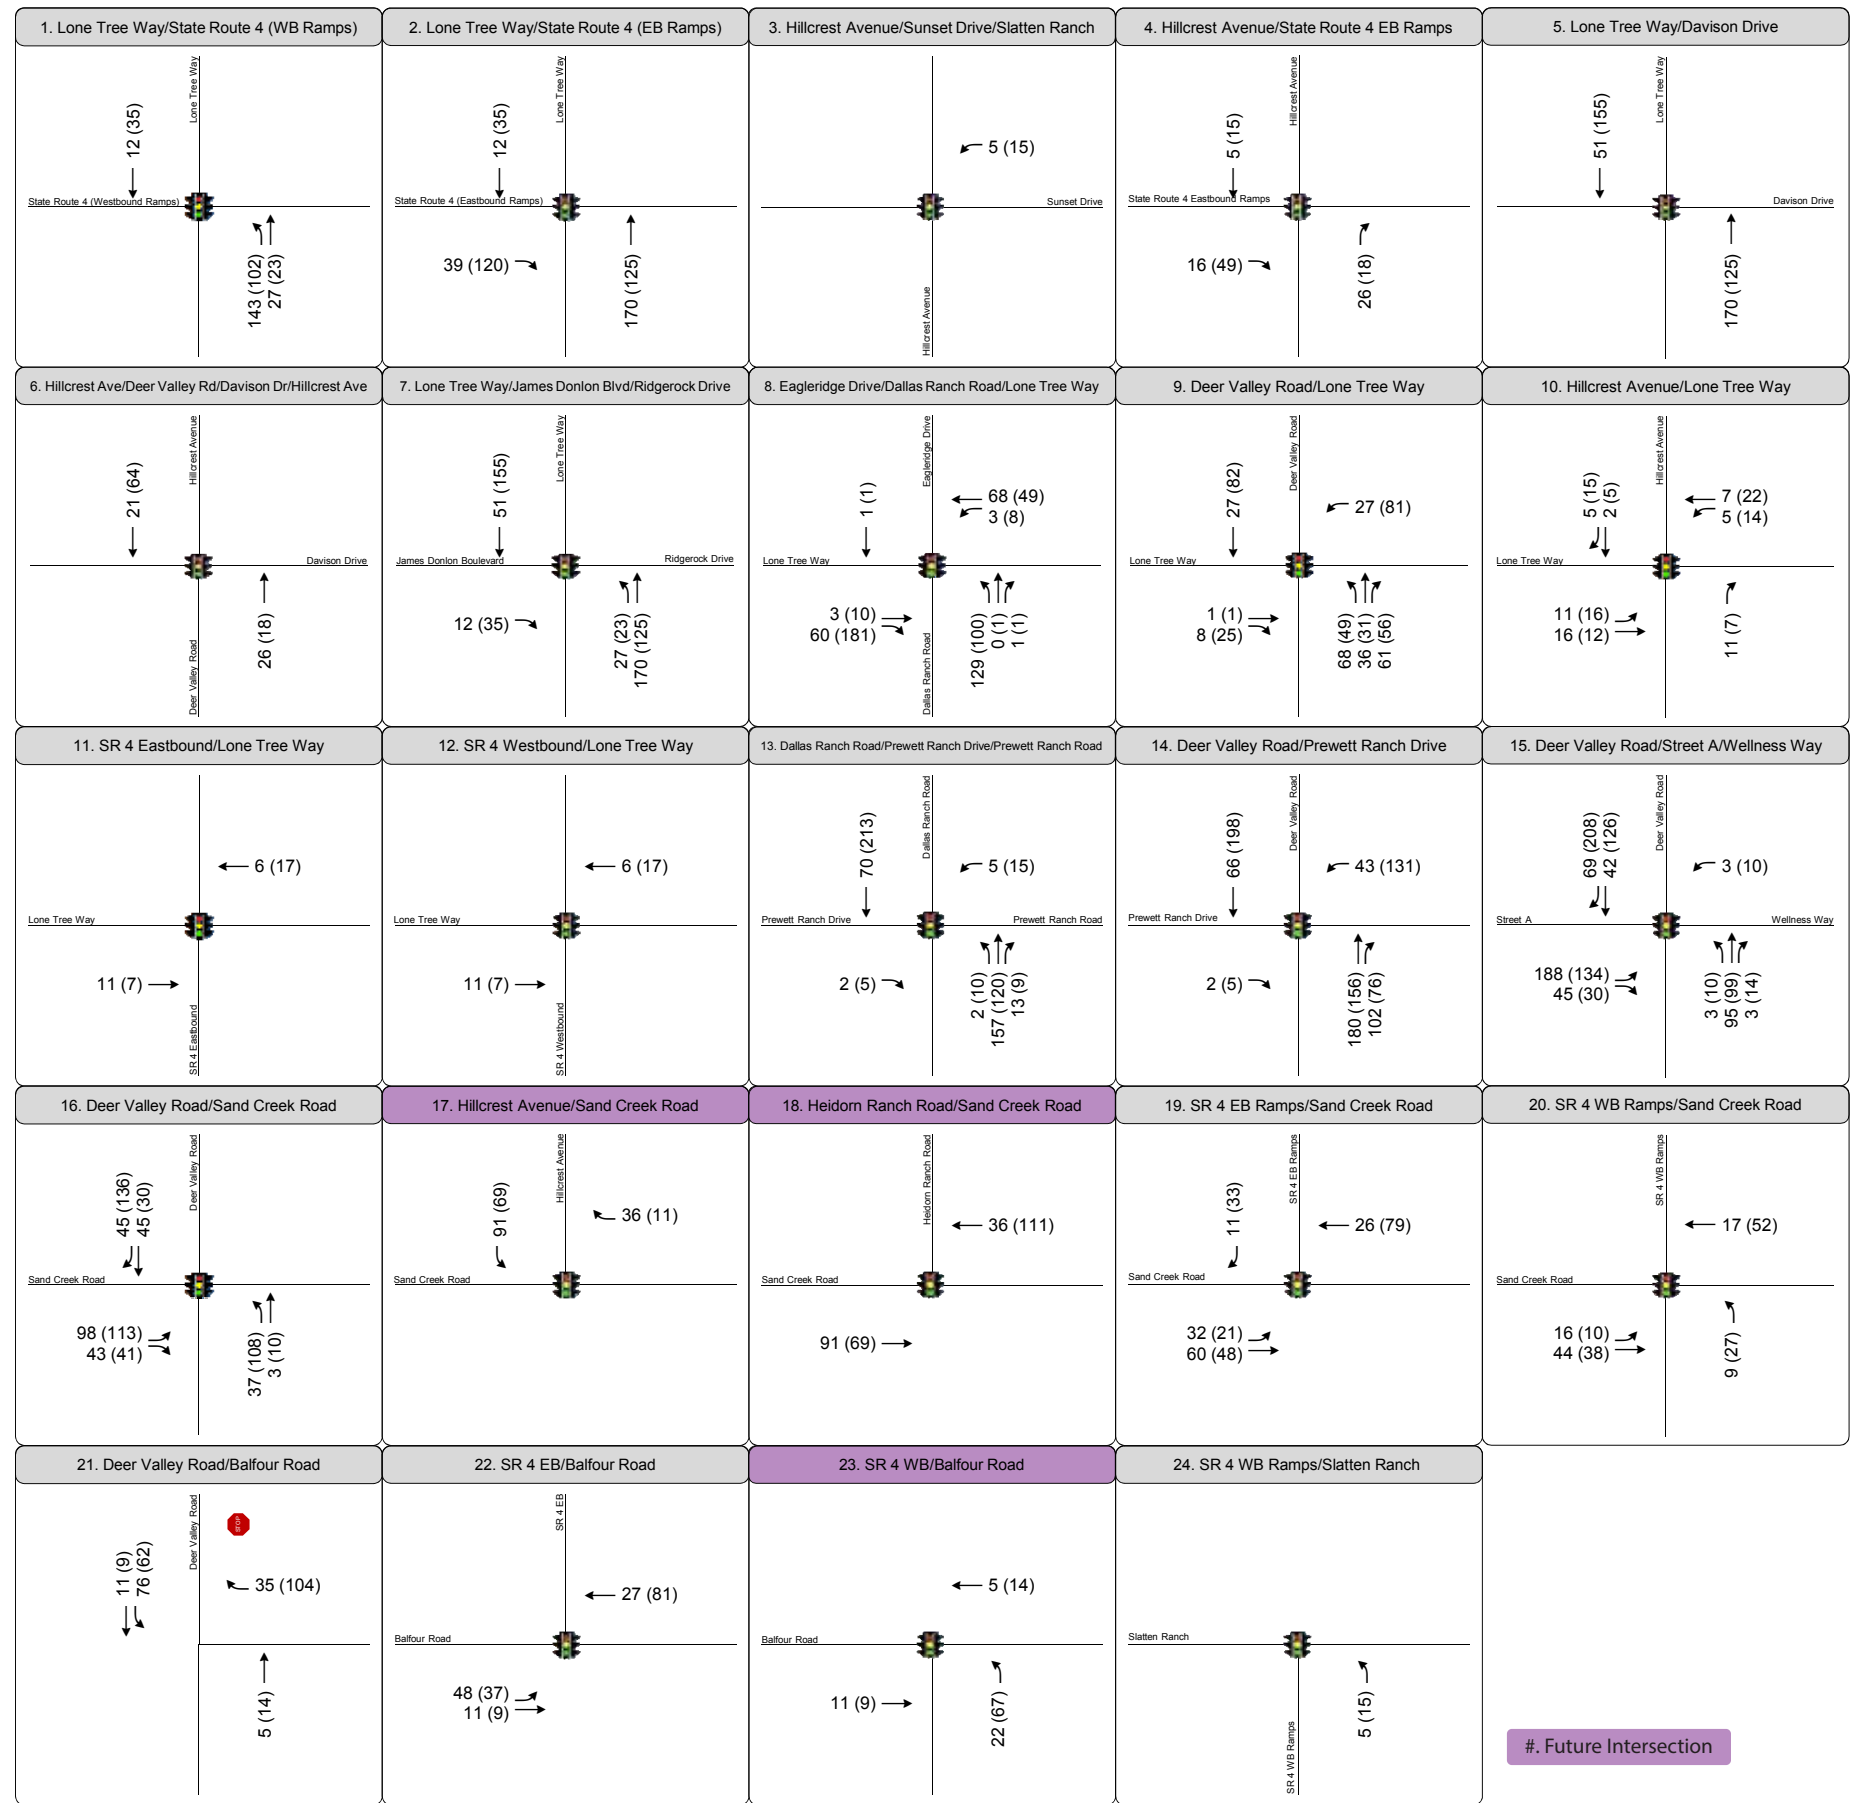 1. Lone Tree Way/State Route 4 (WB Ramps)
Lone Tree Way
12 (35)
State Route 4 (Westbound Ramps)
143 (102)
27 (23)
2. Lone Tree Way/State Route 4 (EB Ramps)
Lone Tree Way
12 (35)
State Route 4 (Eastbound Ramps)
39 (120)
170 (125)
3. Hillcrest Avenue/Sunset Drive/Slatten Ranch
5 (15)
Sunset Drive
Hillcrest Avenue
4. Hillcrest Avenue/State Route 4 EB Ramps
Hillcrest Avenue
5 (15)
State Route 4 Eastbound Ramps
16 (49)
26 (18)
5. Lone Tree Way/Davison Drive
Lone Tree Way
51 (155)
Davison Drive
170 (125)
6. Hillcrest Ave/Deer Valley Rd/Davison Dr/Hillcrest Ave
Hillcrest Avenue
21 (64)
Davison Drive
Deer Valley Road
26 (18)
7. Lone Tree Way/James Donlon Blvd/Ridgerock Drive
Lone Tree Way
51 (155)
James Donlon Boulevard
Ridgerock Drive
12 (35)
27 (23)
170 (125)
8. Eagleridge Drive/Dallas Ranch Road/Lone Tree Way
Eagleridge Drive
1 (1)
68 (49)
3 (8)
Lone Tree Way
3 (10)
60 (181)
Dallas Ranch Road
129 (100)
0 (1)
1 (1)
9. Deer Valley Road/Lone Tree Way
Deer Valley Road
27 (82)
27 (81)
Lone Tree Way
1 (1)
8 (25)
68 (49)
36 (31)
61 (56)
10. Hillcrest Avenue/Lone Tree Way
Hillcrest Avenue
5 (15)
2 (5)
7 (22)
5 (14)
Lone Tree Way
11 (16)
16 (12)
11 (7)
11. SR 4 Eastbound/Lone Tree Way
6 (17)
Lone Tree Way
11 (7)
SR 4 Eastbound
12. SR 4 Westbound/Lone Tree Way
6 (17)
Lone Tree Way
11 (7)
SR 4 Westbound
13. Dallas Ranch Road/Prewett Ranch Drive/Prewett Ranch Road
Dallas Ranch Road
70 (213)
5 (15)
Prewett Ranch Drive
Prewett Ranch Road
2 (5)
2 (10)
157 (120)
13 (9)
14. Deer Valley Road/Prewett Ranch Drive
Deer Valley Road
66 (198)
43 (131)
Prewett Ranch Drive
2 (5)
180 (156)
102 (76)
15. Deer Valley Road/Street A/Wellness Way
Deer Valley Road
69 (208)
42 (126)
3 (10)
Street A
Wellness Way
188 (134)
45 (30)
3 (10)
95 (99)
3 (14)
16. Deer Valley Road/Sand Creek Road
Deer Valley Road
45 (136)
45 (30)
Sand Creek Road
98 (113)
43 (41)
37 (108)
3 (10)
17. Hillcrest Avenue/Sand Creek Road
Hillcrest Avenue
91 (69)
36 (11)
Sand Creek Road
18. Heidorn Ranch Road/Sand Creek Road
Heidorn Ranch Road
36 (111)
Sand Creek Road
91 (69)
19. SR 4 EB Ramps/Sand Creek Road
SR 4 EB Ramps
11 (33)
26 (79)
Sand Creek Road
32 (21)
60 (48)
20. SR 4 WB Ramps/Sand Creek Road
SR 4 WB Ramps
17 (52)
Sand Creek Road
16 (10)
44 (38)
9 (27)
21. Deer Valley Road/Balfour Road
Deer Valley Road
STOP
11 (9)
76 (62)
35 (104)
5 (14)
22. SR 4 EB/Balfour Road
SR 4 EB
27 (81)
Balfour Road
48 (37)
11 (9)
23. SR 4 WB/Balfour Road
5 (14)
Balfour Road
11 (9)
22 (67)
24. SR 4 WB Ramps/Slatten Ranch
Slatten Ranch
SR 4 WB Ramps
5 (15)
#. Future Intersection